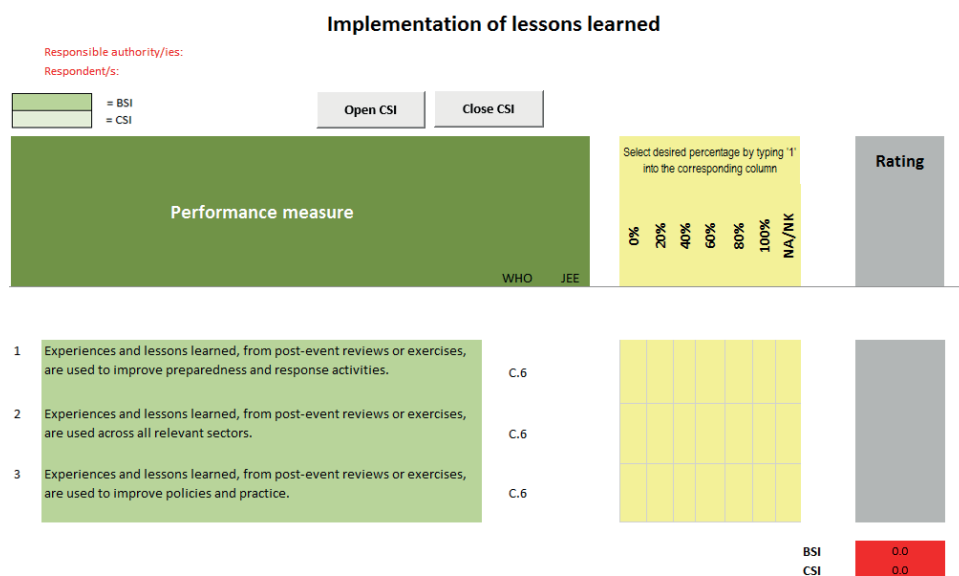 Implementation of lessons learned
Responsible authority/ies:
Respondent/s:
= BSI
= CSI
Open CSI
Close CSI
Performance measure
WHO JEE
Select desired percentage by typing '1'
into the corresponding column
0% 20% 40% 60% 80% 100% NA/NK
Rating
1 Experiences and lessons learned, from post-event reviews or exercises,
are used to improve preparedness and response activities.
C.6
2 Experiences and lessons learned, from post-event reviews or exercises,
are used across all relevant sectors.
C.6
3 Experiences and lessons learned, from post-event reviews or exercises,
are used to improve policies and practice.
C.6
BSI 0.0
CSI 0.0